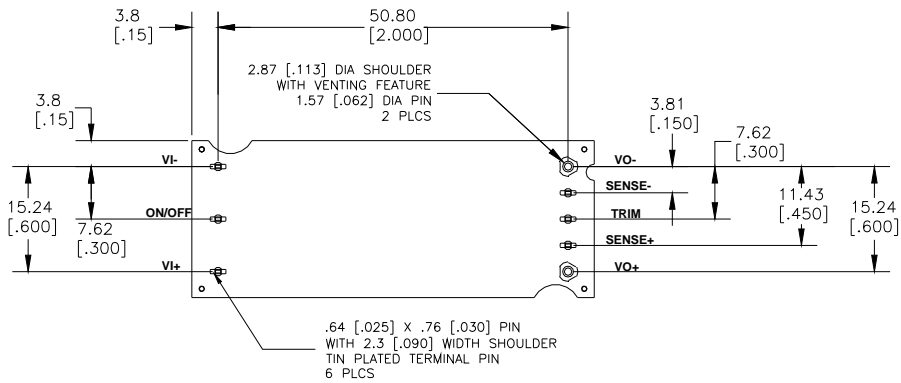 3.8
[.15]
50.80
[2.000]
2.87 [.113] DIA SHOULDER
WITH VENTING FEATURE
1.57 [.062] DIA PIN
2 PLCS
3.8
[.15]
3.81
[.150]
7.62
[.300]
VI-
VO-
SENSE-
15.24
[.600]
7.62
[.300]
ON/OFF
TRIM
11.43
[.450]
15.24
[.600]
SENSE+
VI+
VO+
.64 [.025] X .76 [.030] PIN
WITH 2.3 [.090] WIDTH SHOULDER
TIN PLATED TERMINAL PIN
6 PLCS